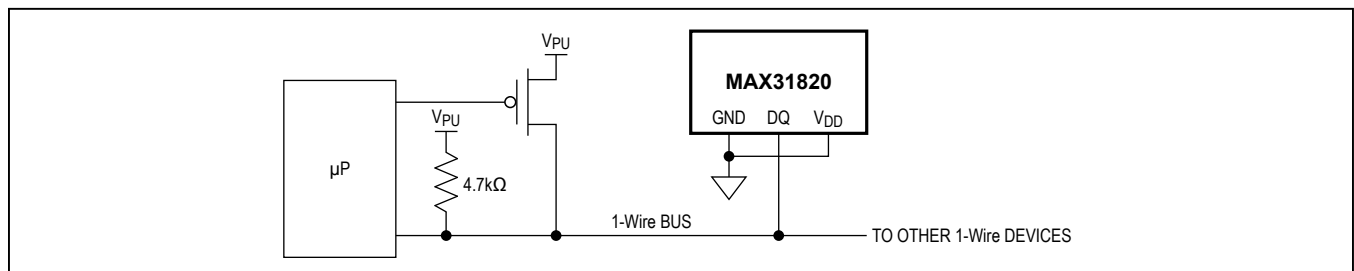 VPU
MAX31820
GND DQ VDD
VPU
µP
4.7kΩ
1-Wire BUS
TO OTHER 1-Wire DEVICES